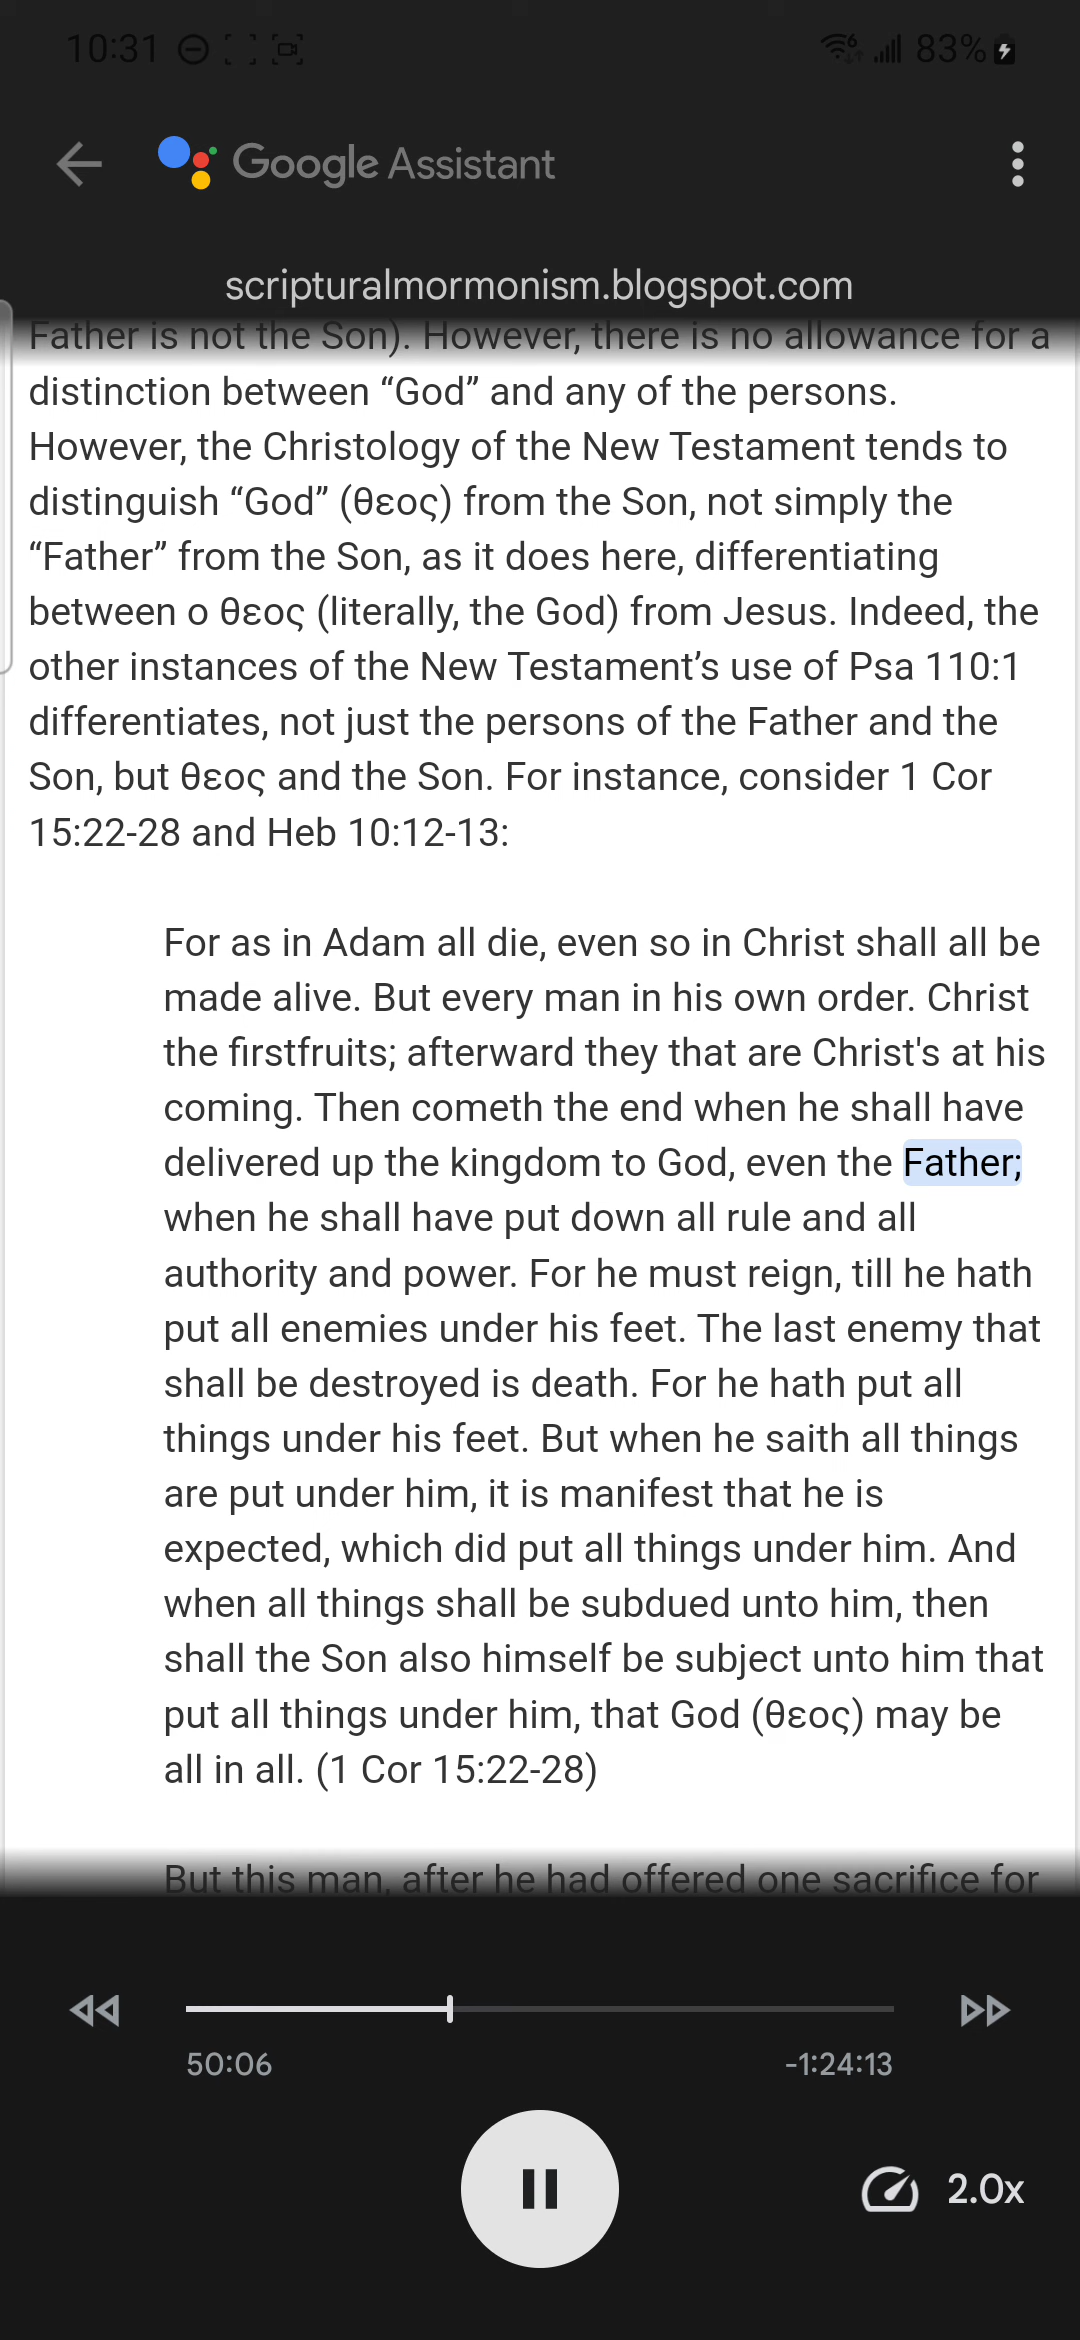 10:31
83%
Google Assistant
scripturalmormonism.blogspot.com
Father is not the Son). However, there is no allowance for a
distinction between “God” and any of the persons.
However, the Christology of the New Testament tends to
distinguish “God” (θεος) from the Son, not simply the
“Father” from the Son, as it does here, differentiating
between ο θεος (literally, the God) from Jesus. Indeed, the
other instances of the New Testament’s use of Psa 110:1
differentiates, not just the persons of the Father and the
Son, but θεος and the Son. For instance, consider 1 Cor
15:22-28 and Heb 10:12-13:
For as in Adam all die, even so in Christ shall all be
made alive. But every man in his own order. Christ
the firstfruits; afterward they that are Christ's at his
coming. Then cometh the end when he shall have
delivered up the kingdom to God, even the Father;
when he shall have put down all rule and all
authority and power. For he must reign, till he hath
put all enemies under his feet. The last enemy that
shall be destroyed is death. For he hath put all
things under his feet. But when he saith all things
are put under him, it is manifest that he is
expected, which did put all things under him. And
when all things shall be subdued unto him, then
shall the Son also himself be subject unto him that
put all things under him, that God (θεος) may be
all in all. (1 Cor 15:22-28)
But this man, after he had offered one sacrifice for
50:06
-1:24:13
2.0x